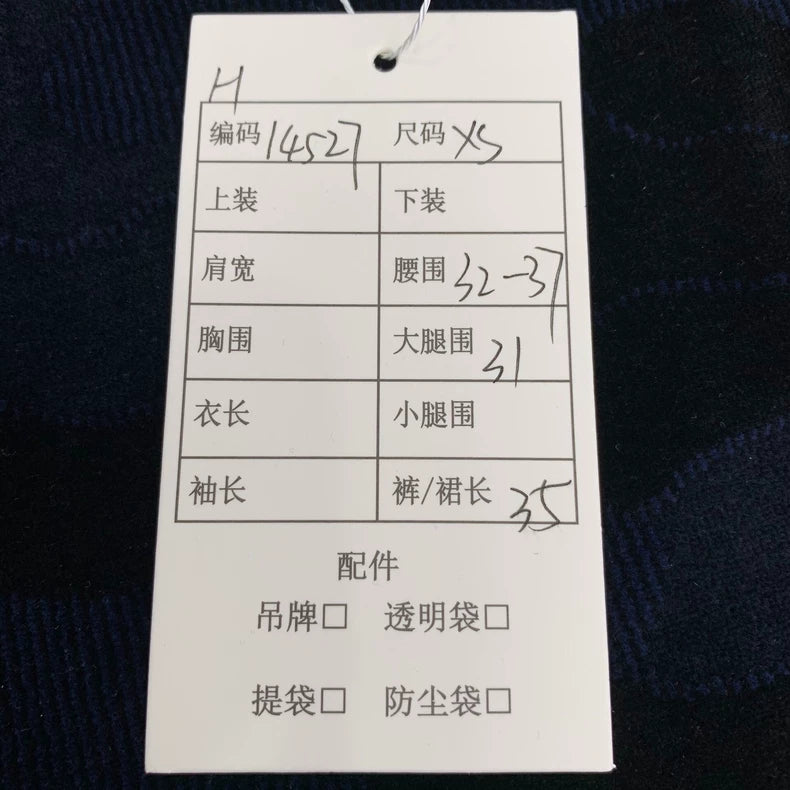 H
编码 14527 尺码 XS
上装 下装
肩宽 腰围 32-37
胸围 大腿围 31
衣长 小腿围
袖长 裤/裙长 35
配件
吊牌□ 透明袋□
提袋□ 防尘袋□